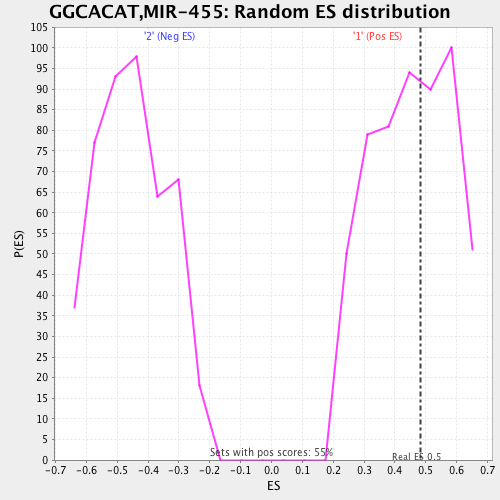 GGCACAT,MIR-455: Random ES distribution
'2' (Neg ES)
'1' (Pos ES)
P(ES)
105
100
95
90
85
80
75
70
65
60
55
50
45
40
35
30
25
20
15
10
5
0
Sets with pos scores: 55%
Real ES 0.5
-0.7 -0.6 -0.5 -0.4 -0.3 -0.2 -0.1 0.0 0.1 0.2 0.3 0.4 0.5 0.6 0.7
ES